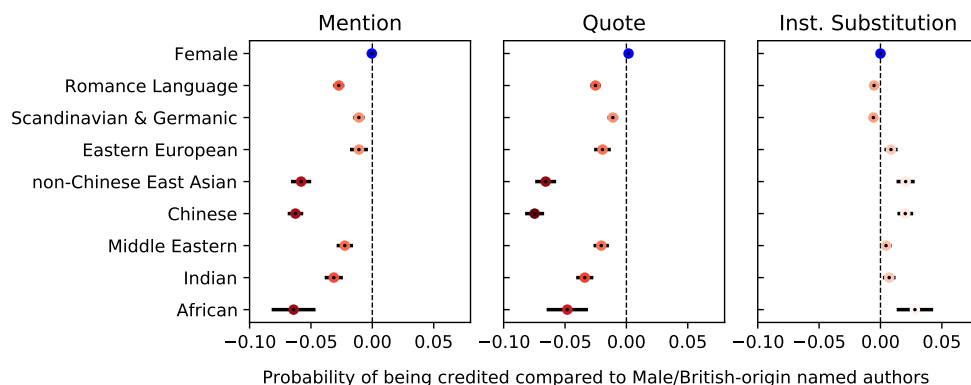 Mention Quote Inst. Substitution
Female
Romance Language
Scandinavian & Germanic
Eastern European
non-Chinese East Asian
Chinese
Middle Eastern
Indian
African
−0.10 −0.05 0.00 0.05 −0.10 −0.05 0.00 0.05 −0.10 −0.05 0.00 0.05
Probability of being credited compared to Male/British-origin named authors